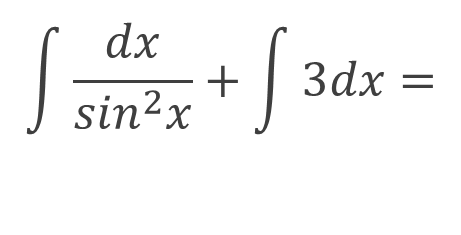 ∫ dx/sin²x + ∫ 3dx =